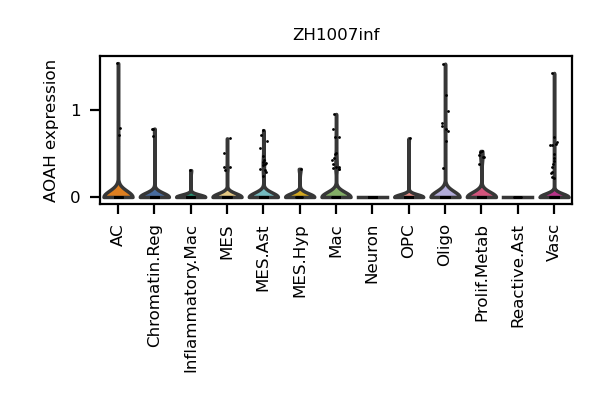 ZH1007inf
AOAH expression
1
0
AC
Chromatin.Reg
Inflammatory.Mac
MES
MES.Ast
MES.Hyp
Mac
Neuron
OPC
Oligo
Prolif.Metab
Reactive.Ast
Vasc